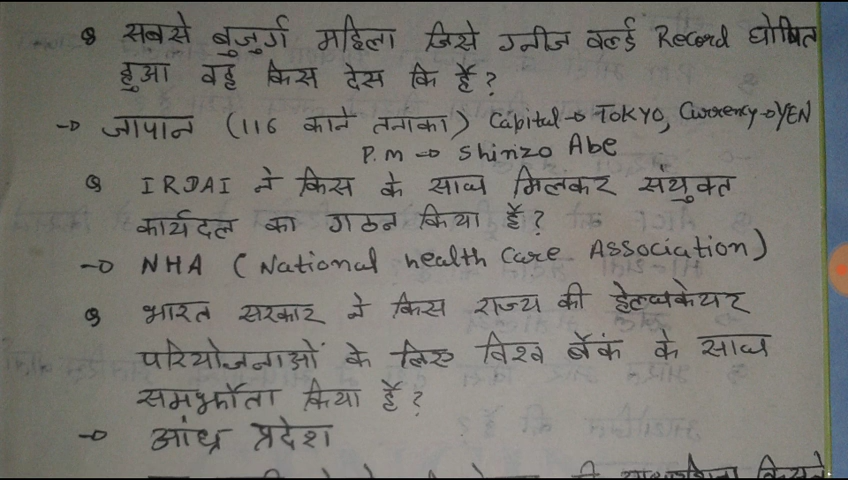 Q सबसे बुजुर्ग महिला जिसे गनीज वर्ल्ड Record घोषित
हुआ वह किस देस कि हैं?
→ जापान (116 काने तनाका) Capital → TOKYO, Currency → YEN
P.M → Shinzo Abe
Q IRDAI ने किस के साथ मिलकर संयुक्त
कार्यदल का गठन किया हैं?
→ NHA (National health Care Association)
Q भारत सरकार ने किस राज्य की हेल्थकेयर
परियोजनाओं के लिए विश्व बैंक के साथ
समझौता किया हैं?
→ आंध्र प्रदेश